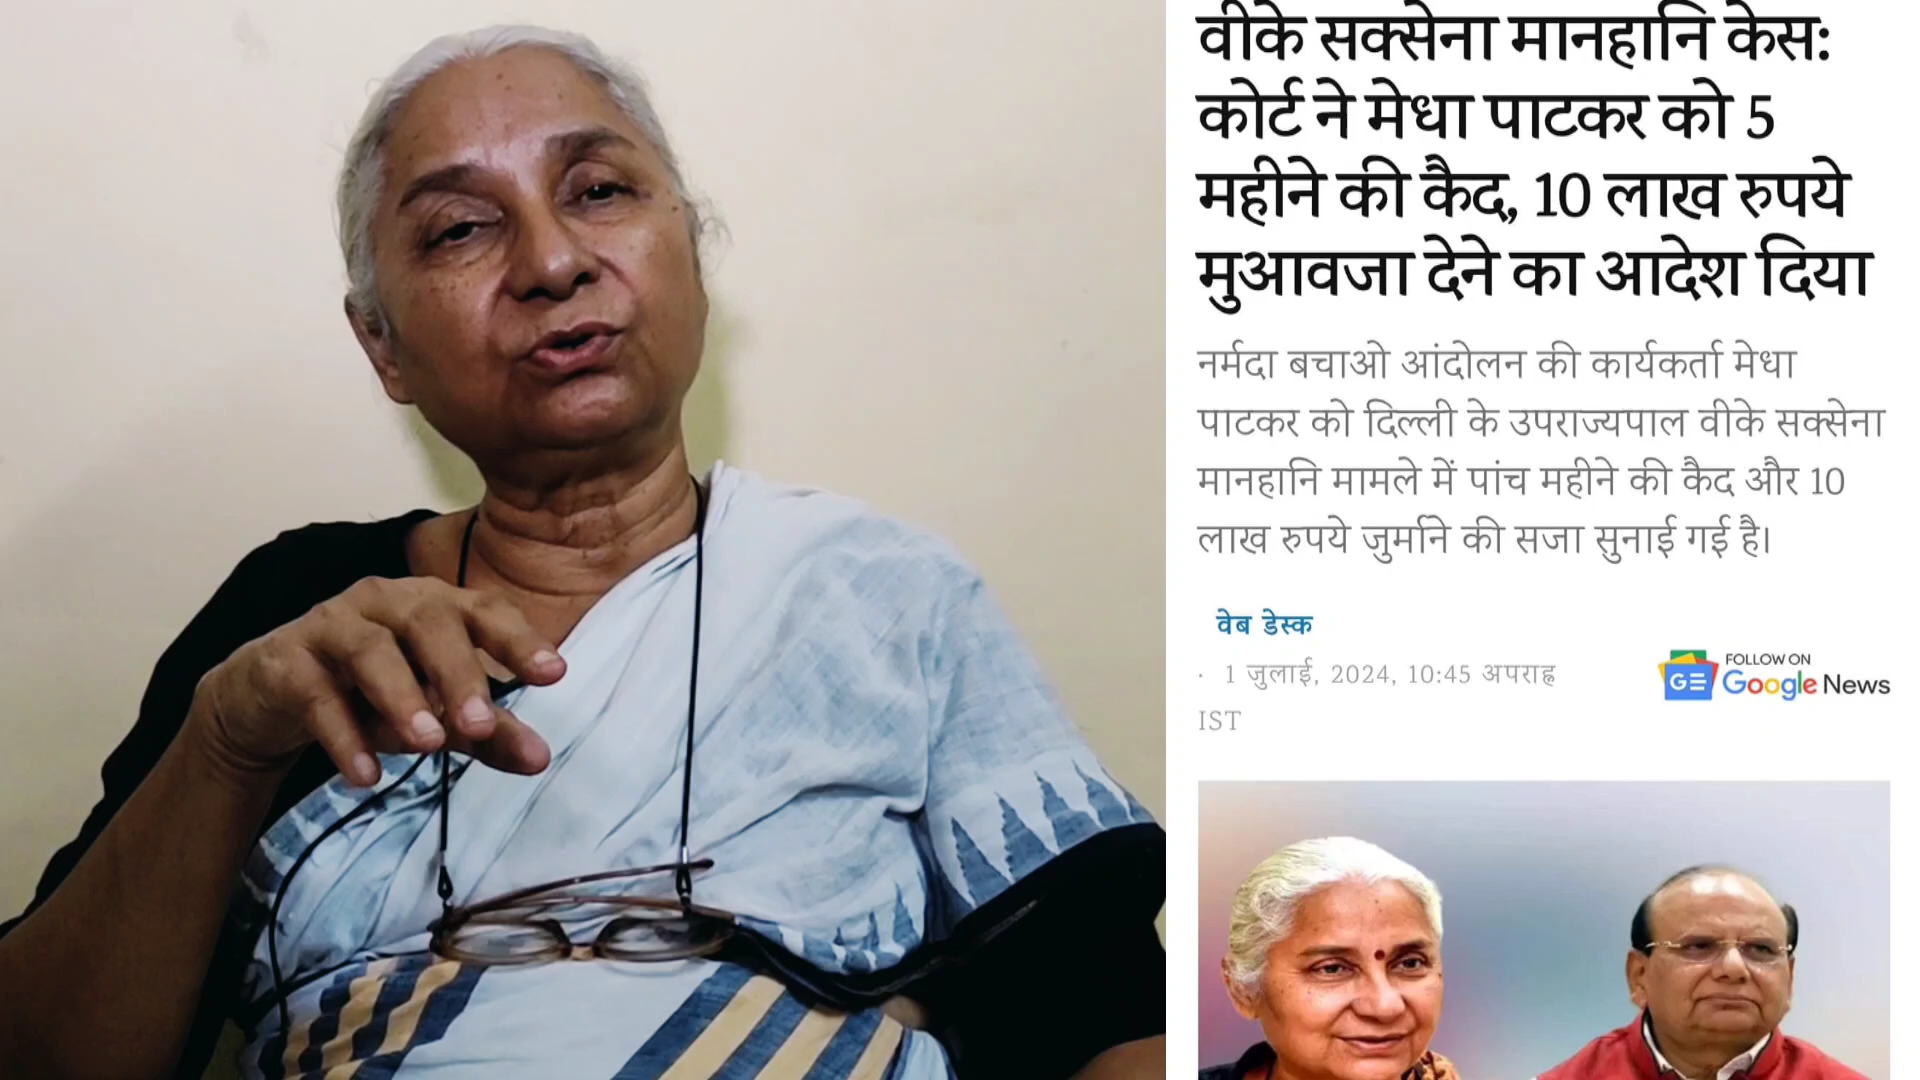 वीके सक्सेना मानहानि केस:
कोर्ट ने मेधा पाटकर को 5
महीने की कैद, 10 लाख रुपये
मुआवजा देने का आदेश दिया
नर्मदा बचाओ आंदोलन की कार्यकर्ता मेधा
पाटकर को दिल्ली के उपराज्यपाल वीके सक्सेना
मानहानि मामले में पांच महीने की कैद और 10
लाख रुपये जुर्माने की सजा सुनाई गई है।
वेब डेस्क
· 1 जुलाई, 2024, 10:45 अपराह्न
IST
FOLLOW ON
GE Google News